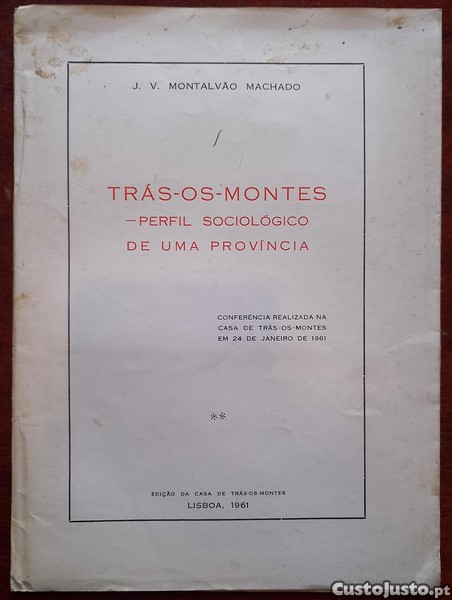 J. V. MONTALVÃO MACHADO
TRÁS-OS-MONTES
—PERFIL SOCIOLÓGICO
DE UMA PROVÍNCIA
CONFERÊNCIA REALIZADA NA
CASA DE TRÁS-OS-MONTES
EM 24 DE JANEIRO DE 1961
**
EDIÇÃO DA CASA DE TRÁS-OS-MONTES
LISBOA, 1961
CustoJusto.pt